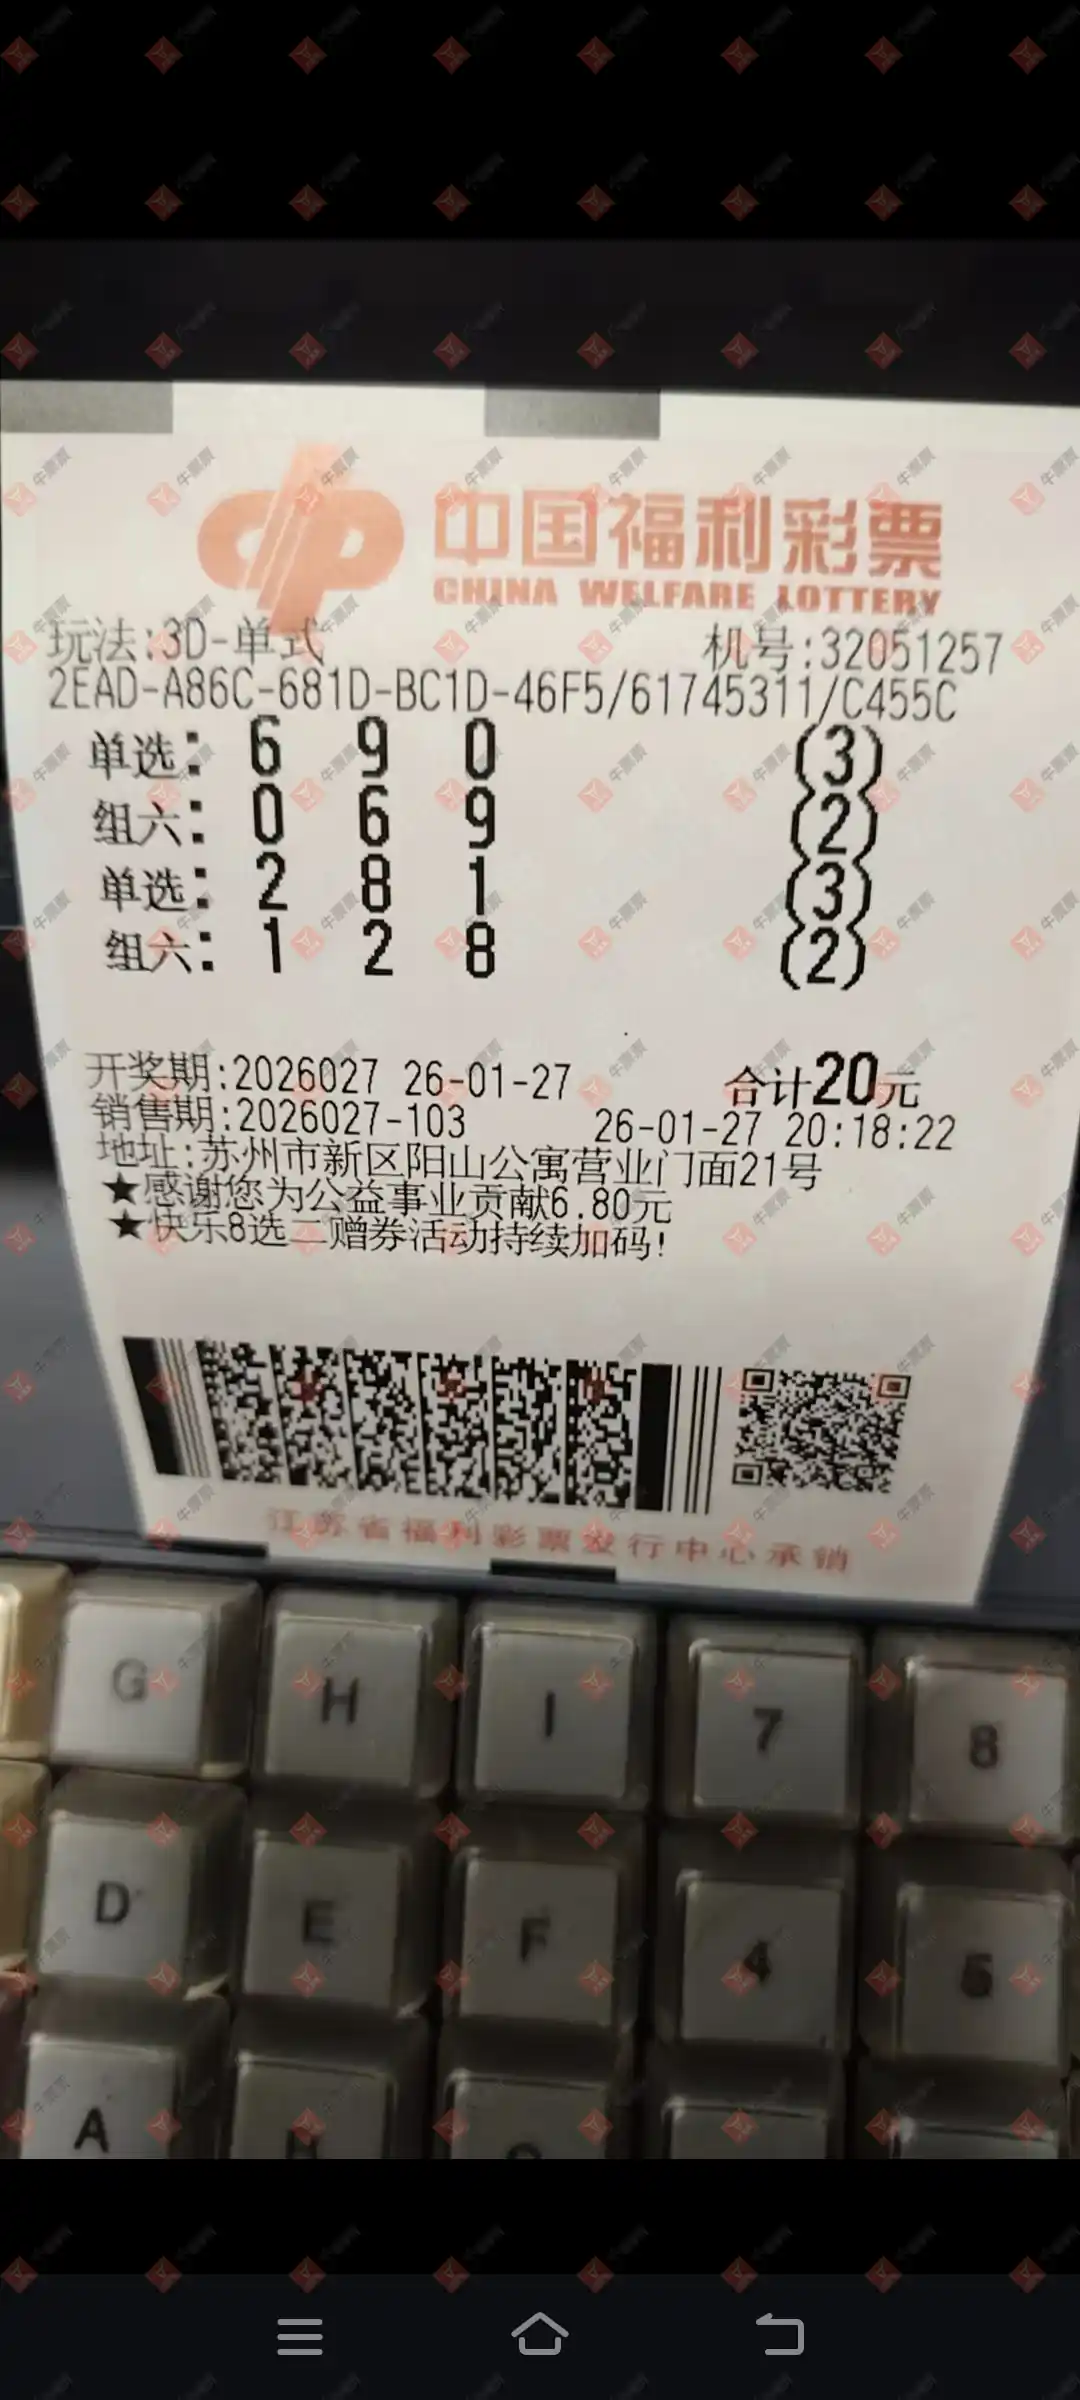 中国福利彩票
CHINA WELFARE LOTTERY
玩法:3D-单式 机号:32051257
2EAD-A86C-681D-BC1D-46F5/61745311/C455C
单选: 6 9 0 (3)
组六: 0 6 9 (2)
单选: 2 8 1 (3)
组六: 1 2 8 (2)
开奖期:2026027 26-01-27 合计20元
销售期:2026027-103 26-01-27 20:18:22
地址:苏州市新区阳山公寓营业门面21号
★感谢您为公益事业贡献6.80元
★快乐8选二赠券活动持续加码!
江苏省福利彩票发行中心承销
G H I 7 8
D E F 4 5
A
牛票票